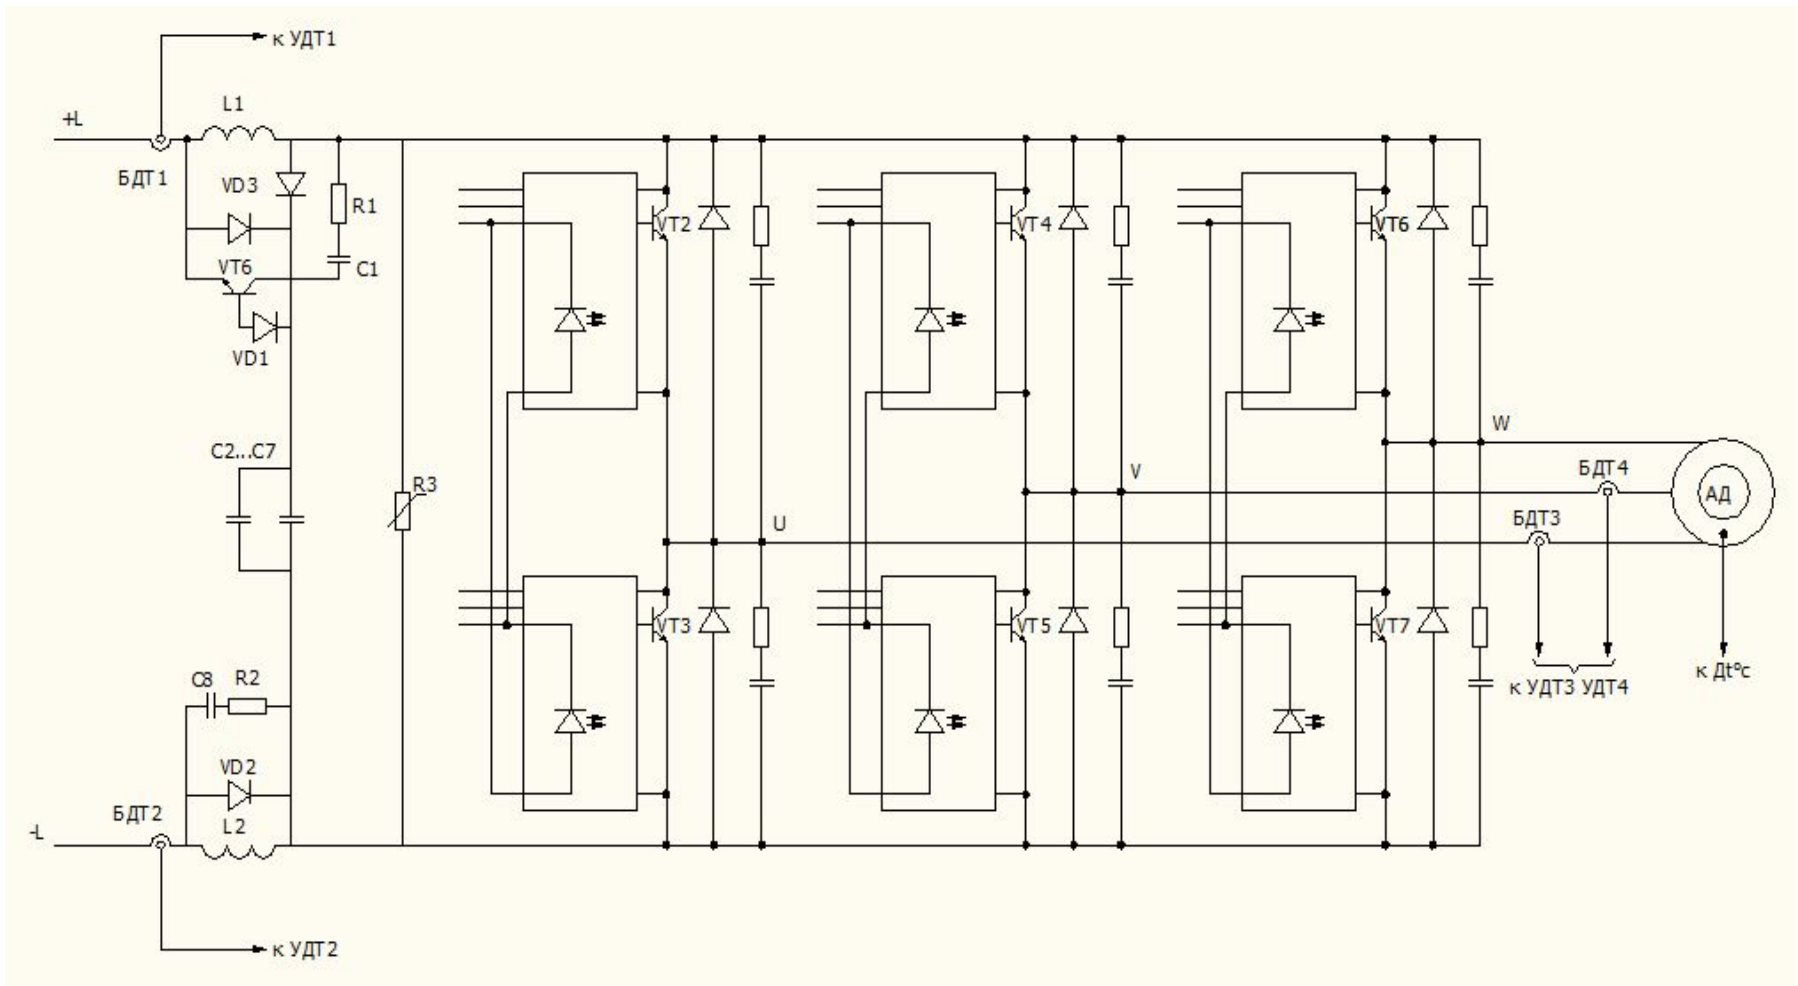 к УДТ1
L1
+L
БДТ1
VD3
R1
VT2
VT4
VT6
VT6
C1
VD1
W
C2...C7
R3
V
БДТ4
АД
U
БДТ3
VT3
VT5
VT7
к УДТ3 УДТ4
к Дt°c
C8
R2
VD2
БДТ2
L2
-L
к УДТ2